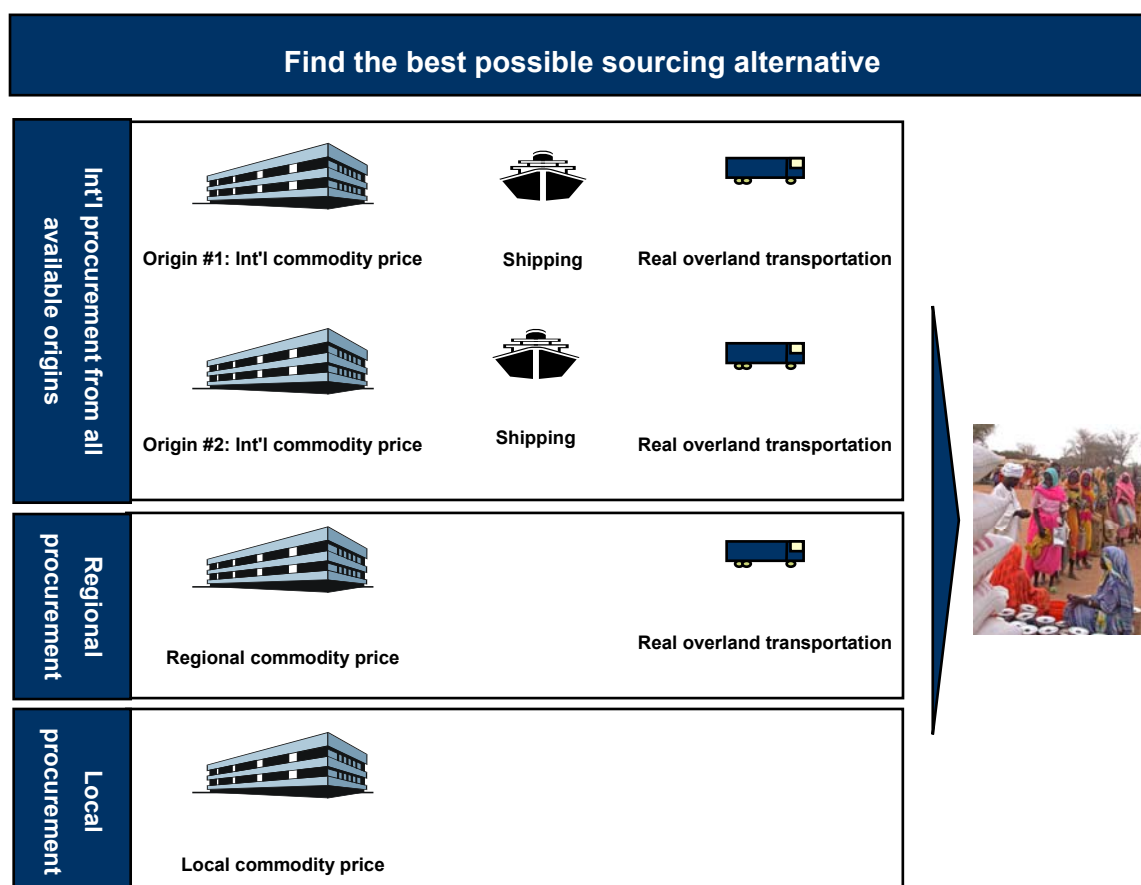 Find the best possible sourcing alternative
Int'l procurement from all
available origins
Origin #1: Int'l commodity price
Shipping
Real overland transportation
Origin #2: Int'l commodity price
Shipping
Real overland transportation
Regional
procurement
Regional commodity price
Real overland transportation
Local
procurement
Local commodity price